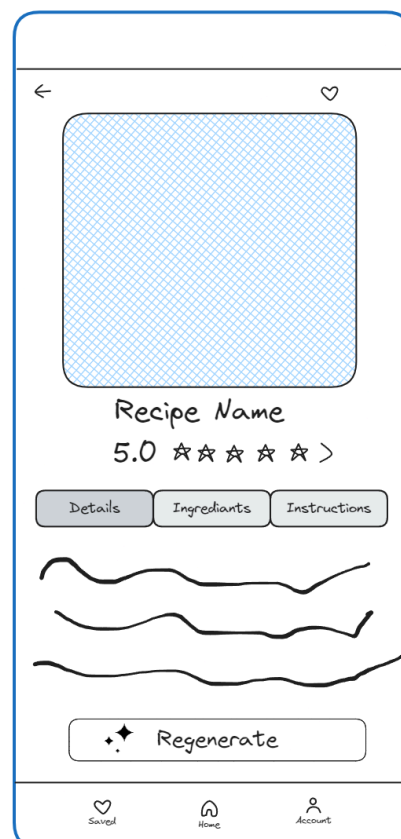 Recipe Name
5.0
Details Ingrediants Instructions
Regenerate
Saved Home Account